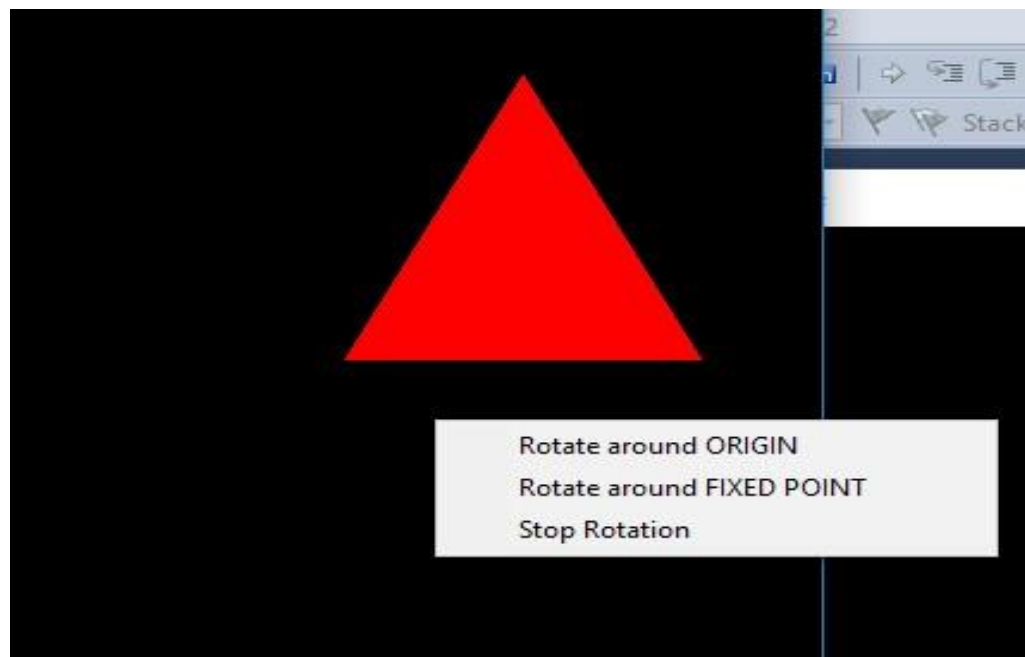 2
Stack
Rotate around ORIGIN
Rotate around FIXED POINT
Stop Rotation